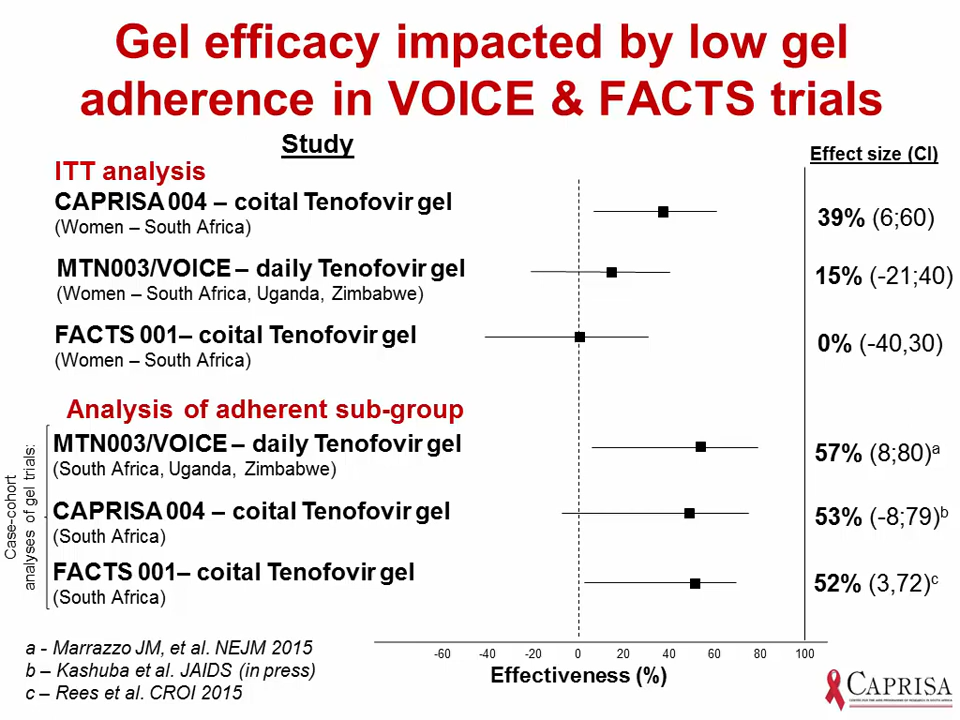 Gel efficacy impacted by low gel
adherence in VOICE & FACTS trials
Study
Effect size (CI)
ITT analysis
CAPRISA 004 – coital Tenofovir gel
(Women – South Africa)
39% (6;60)
MTN003/VOICE – daily Tenofovir gel
(Women – South Africa, Uganda, Zimbabwe)
15% (-21;40)
FACTS 001– coital Tenofovir gel
(Women – South Africa)
0% (-40,30)
Analysis of adherent sub-group
Case-cohort
analyses of gel trials:
MTN003/VOICE – daily Tenofovir gel
(South Africa, Uganda, Zimbabwe)
57% (8;80)a
CAPRISA 004 – coital Tenofovir gel
(South Africa)
53% (-8;79)b
FACTS 001– coital Tenofovir gel
(South Africa)
52% (3,72)c
-60 -40 -20 0 20 40 60 80 100
Effectiveness (%)
a - Marrazzo JM, et al. NEJM 2015
b – Kashuba et al. JAIDS (in press)
c – Rees et al. CROI 2015
CAPRISA